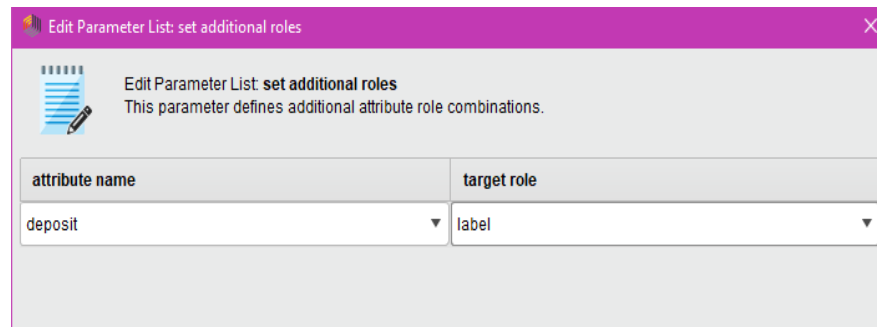 Edit Parameter List: set additional roles
Edit Parameter List: set additional roles
This parameter defines additional attribute role combinations.
attribute name target role
deposit label